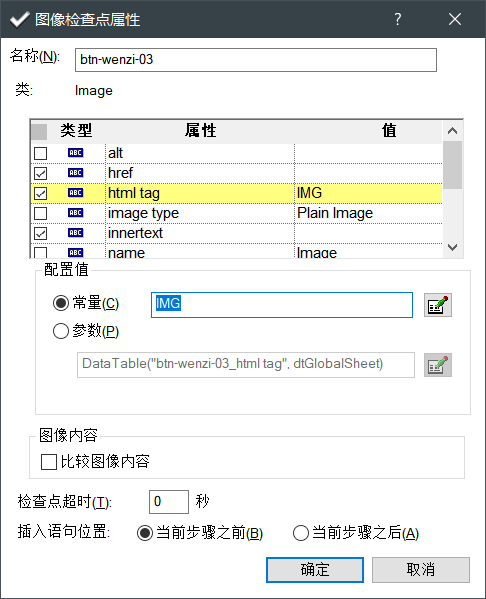 图像检查点属性 ?
名称(N): btn-wenzi-03
类: Image
类型 属性 值
ABC alt
ABC href
ABC html tag IMG
ABC image type Plain Image
ABC innertext
ABC name Image
配置值
常量(C) IMG
参数(P)
DataTable("btn-wenzi-03_html tag", dtGlobalSheet)
图像内容
比较图像内容
检查点超时(T): 0 秒
插入语句位置: 当前步骤之前(B) 当前步骤之后(A)
确定 取消